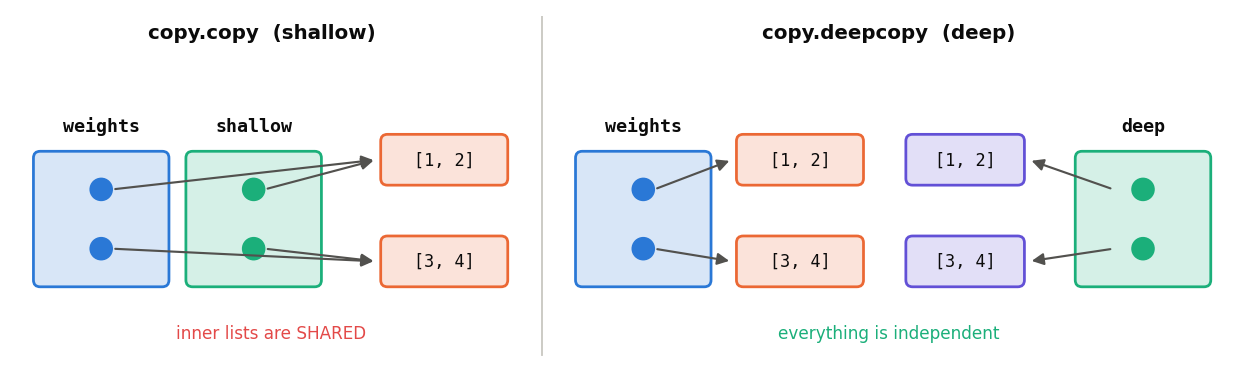 copy.copy  (shallow)
weights
shallow
[1, 2]
[3, 4]
inner lists are SHARED
copy.deepcopy  (deep)
weights
deep
[1, 2]
[1, 2]
[3, 4]
[3, 4]
everything is independent